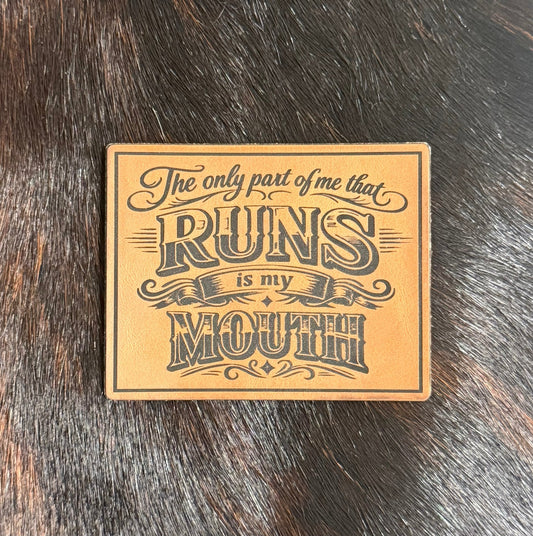 The only part of me that
RUNS
is my
MOUTH